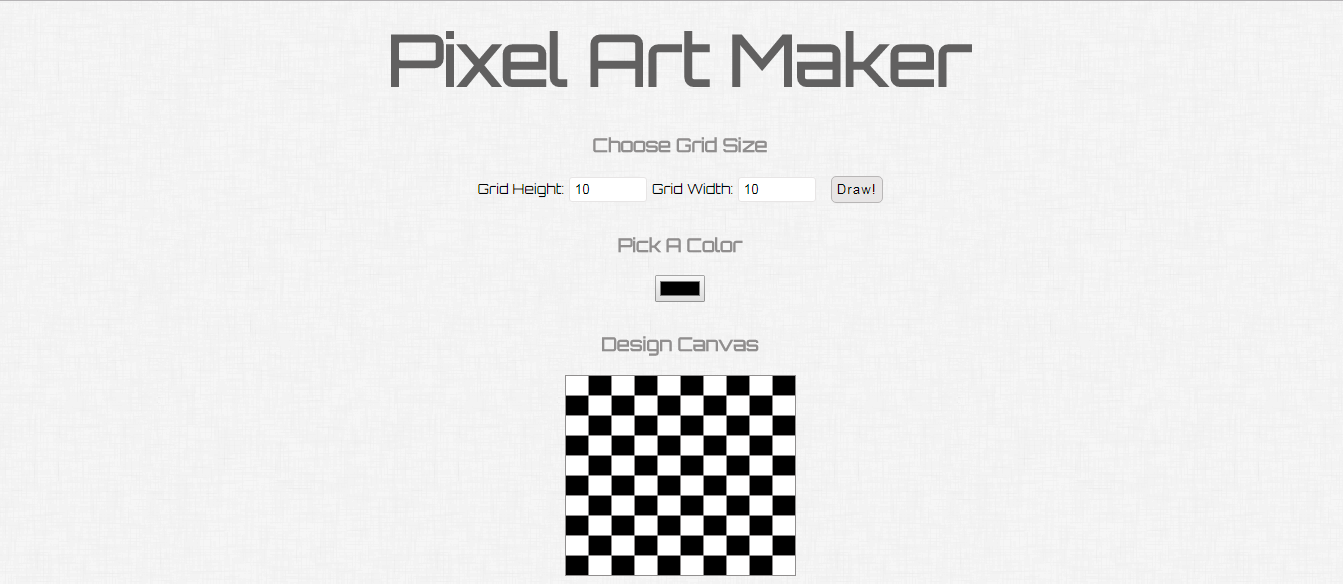 Pixel Art Maker
Choose Grid Size
Grid Height: 10 Grid Width: 10 Draw!
Pick A Color
Design Canvas